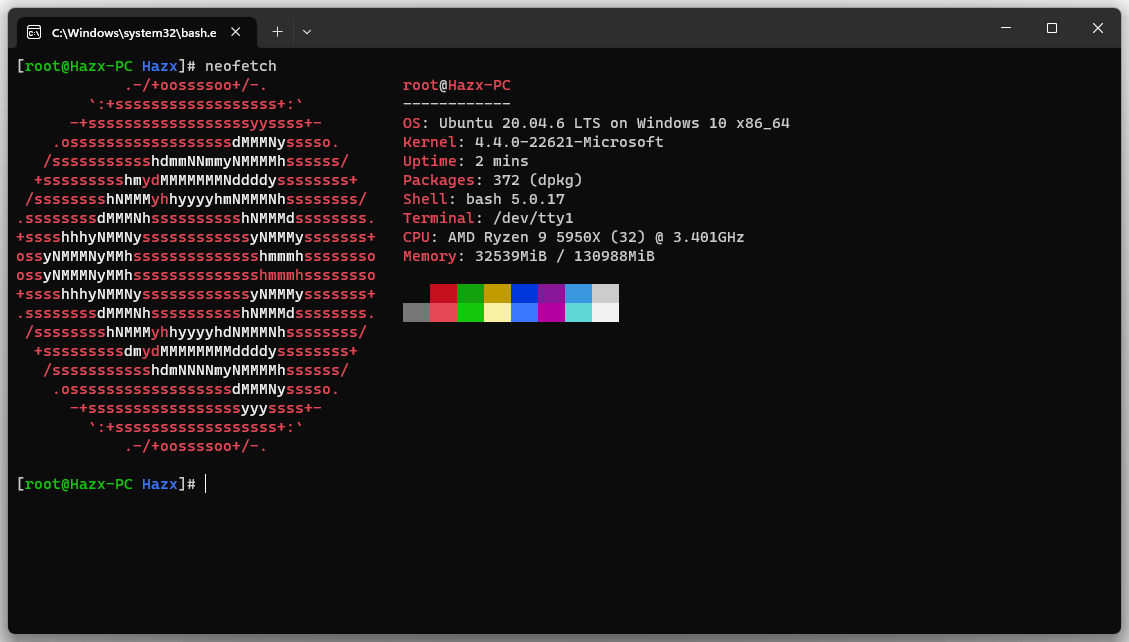 C:\Windows\system32\bash.e
[root@Hazx-PC Hazx]# neofetch
.-/+oossssoo+/-.
root@Hazx-PC
`:+ssssssssssssssssss+:`
------------
-+ssssssssssssssssssyyssss+-
OS: Ubuntu 20.04.6 LTS on Windows 10 x86_64
.ossssssssssssssssssdMMMNysssso.
Kernel: 4.4.0-22621-Microsoft
/ssssssssssshdmmNNmmyNMMMMhssssss/
Uptime: 2 mins
+ssssssssshmydMMMMMMMNddddyssssssss+
Packages: 372 (dpkg)
/sssssssshNMMMyhhyyyyhmNMMMNhssssssss/
Shell: bash 5.0.17
.ssssssssdMMMNhsssssssssshNMMMdssssssss.
Terminal: /dev/tty1
+sssshhhyNMMNyssssssssssssyNMMMysssssss+
CPU: AMD Ryzen 9 5950X (32) @ 3.401GHz
ossyNMMMNyMMhsssssssssssssshmmmhssssssso
Memory: 32539MiB / 130988MiB
ossyNMMMNyMMhsssssssssssssshmmmhssssssso
+sssshhhyNMMNyssssssssssssyNMMMysssssss+
.ssssssssdMMMNhsssssssssshNMMMdssssssss.
/sssssssshNMMMyhhyyyyhdNMMMNhssssssss/
+sssssssssdmydMMMMMMMMddddyssssssss+
/ssssssssssshdmNNNNmyNMMMMhssssss/
.ossssssssssssssssssdMMMNysssso.
-+sssssssssssssssssyyyssss+-
`:+ssssssssssssssssss+:`
.-/+oossssoo+/-.
[root@Hazx-PC Hazx]#